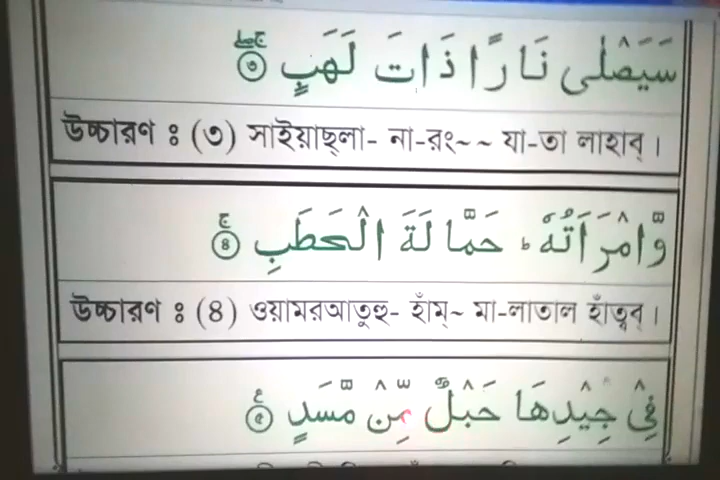 سَيَصْلٰى نَارًا ذَاتَ لَهَبٍ ۝٣
উচ্চারণ ঃ (৩) সাইয়াছ্‌লা- না-রং~~ যা-তা লাহাব্‌ ।
وَّامْرَاَتُهٗ ؕ حَمَّالَةَ الْحَطَبِ ۚ ۝٤
উচ্চারণ ঃ (৪) ওয়ামরআতুহু- হাঁম্‌~ মা-লাতাল হাঁত্বব্‌ ।
فِيْ جِيْدِهَا حَبْلٌ مِّنْ مَّسَدٍ ۝٥